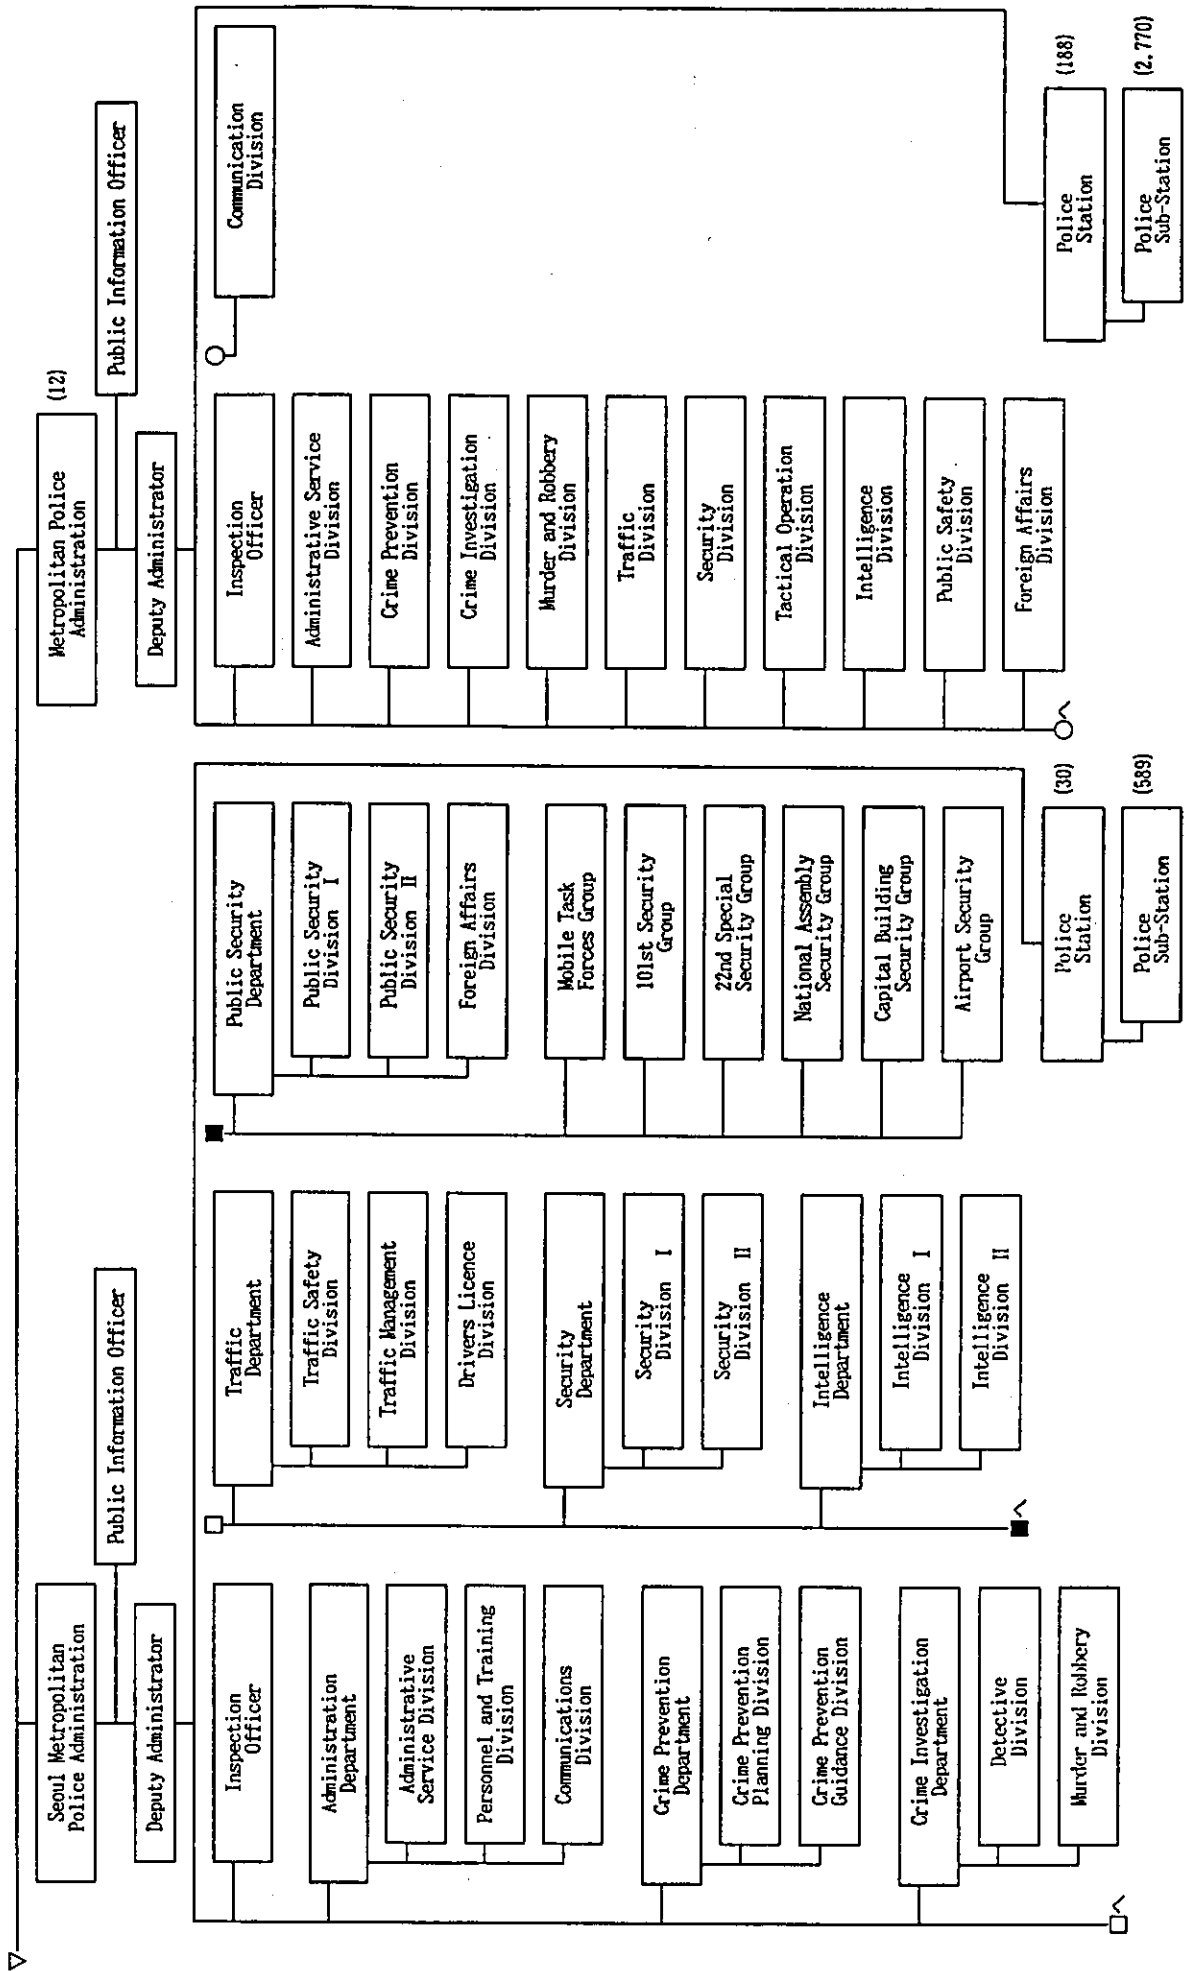 Seoul Metropolitan
Police Administration
Public Information Officer
Deputy Administrator
Inspection
Officer
Administration
Department
Administrative
Service Division
Personnel and Training
Division
Communications
Division
Crime Prevention
Department
Crime Prevention
Planning Division
Crime Prevention
Guidance Division
Crime Investigation
Department
Detective
Division
Murder and Robbery
Division
Traffic
Department
Traffic Safety
Division
Traffic Management
Division
Drivers Licence
Division
Security
Department
Security
Division I
Security
Division II
Intelligence
Department
Intelligence
Division I
Intelligence
Division II
Public Security
Department
Public Security
Division I
Public Security
Division II
Foreign Affairs
Division
Mobile Task
Forces Group
101st Security
Group
22nd Special
Security Group
National Assembly
Security Group
Capital Building
Security Group
Airport Security
Group
Police
Station
(30)
Police
Sub-Station
(589)
Metropolitan Police
Administration
(12)
Public Information Officer
Deputy Administrator
Inspection
Officer
Administrative Service
Division
Crime Prevention
Division
Crime Investigation
Division
Murder and Robbery
Division
Traffic
Division
Security
Division
Tactical Operation
Division
Intelligence
Division
Public Safety
Division
Foreign Affairs
Division
Communication
Division
Police
Station
(188)
Police
Sub-Station
(2.770)